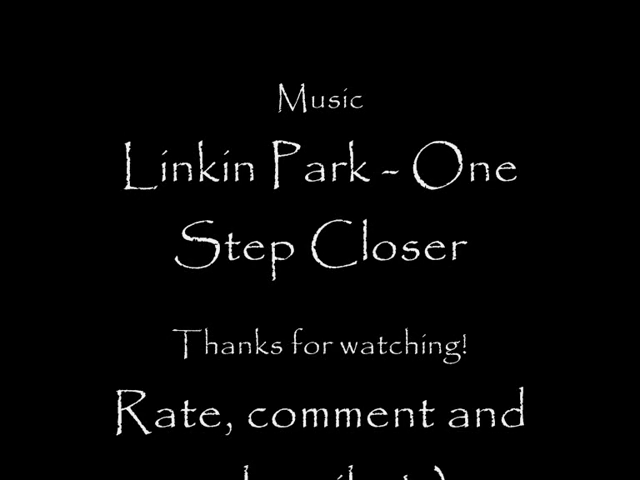 Music
Linkin Park - One
Step Closer
Thanks for watching!
Rate, comment and